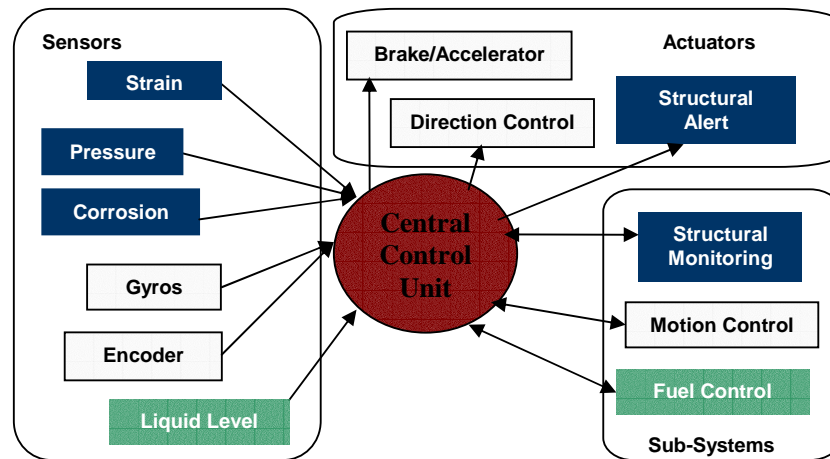 Sensors
Strain
Pressure
Corrosion
Gyros
Encoder
Liquid Level
Actuators
Brake/Accelerator
Direction Control
Structural
Alert
Central
Control
Unit
Structural
Monitoring
Motion Control
Fuel Control
Sub-Systems